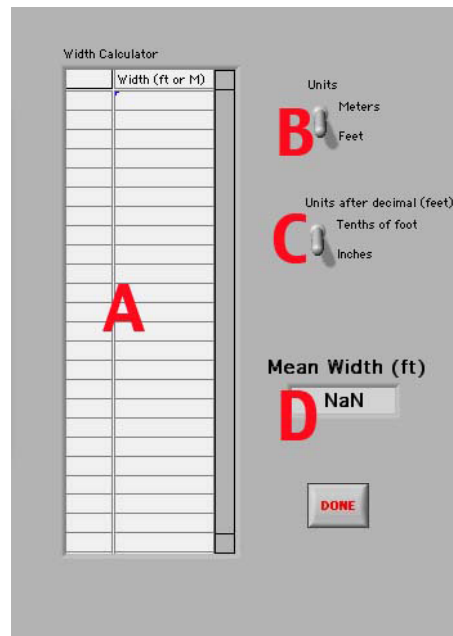 Width Calculator
Width (ft or M)
A
Units
Meters
B
Feet
Units after decimal (feet)
Tenths of foot
C
Inches
Mean Width (ft)
NaN
D
DONE